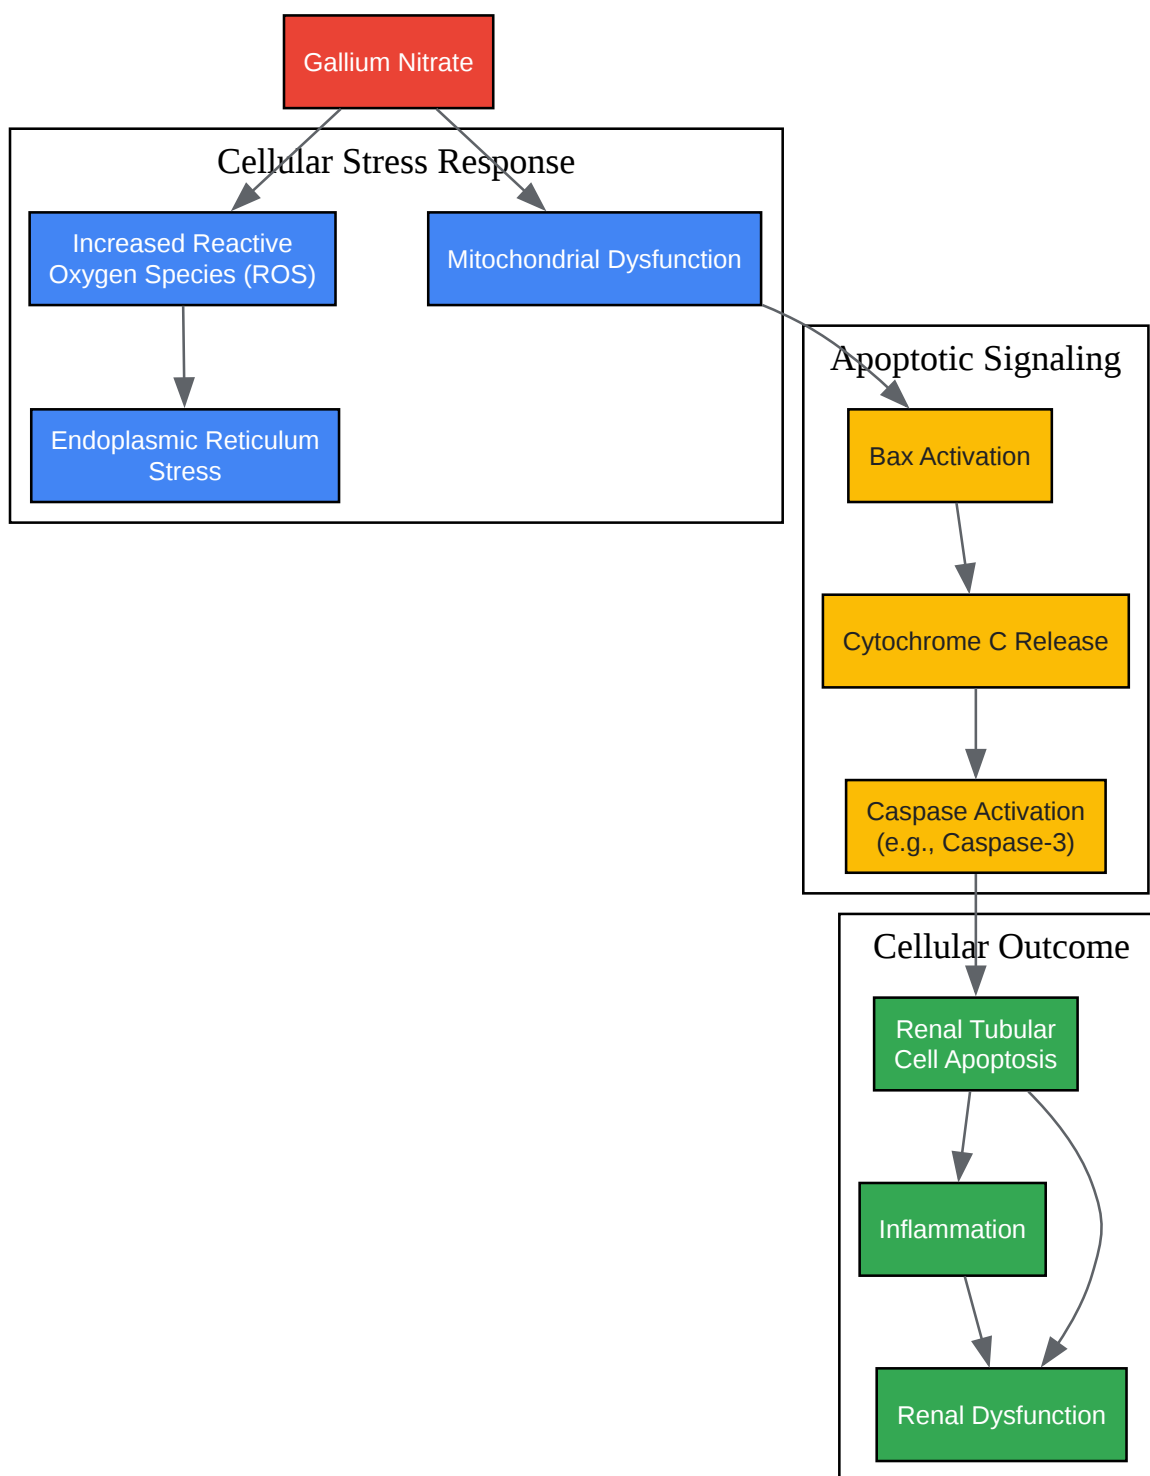 Gallium Nitrate
Cellular Stress Response
Increased Reactive
Oxygen Species (ROS)
Mitochondrial Dysfunction
Endoplasmic Reticulum
Stress
Apoptotic Signaling
Bax Activation
Cytochrome C Release
Caspase Activation
(e.g., Caspase-3)
Cellular Outcome
Renal Tubular
Cell Apoptosis
Inflammation
Renal Dysfunction